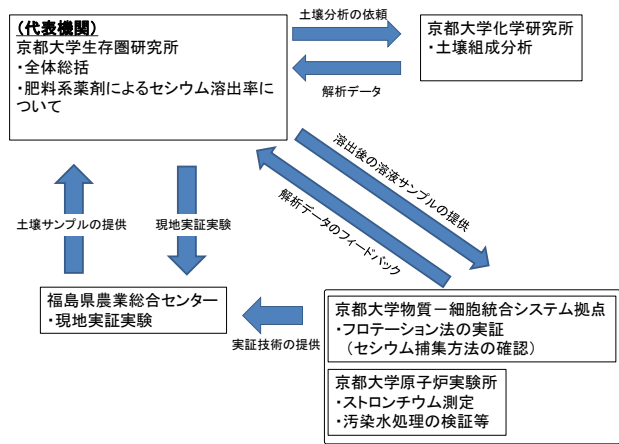 (代表機関)
京都大学生存圏研究所
・全体総括
・肥料系薬剤によるセシウム溶出率に
ついて
土壌分析の依頼
解析データ
京都大学化学研究所
・土壌組成分析
溶出後の溶液サンプルの提供
解析データのフィードバック
土壌サンプルの提供
現地実証実験
福島県農業総合センター
・現地実証実験
実証技術の提供
京都大学物質－細胞統合システム拠点
・フロテーション法の実証
（セシウム捕集方法の確認）
京都大学原子炉実験所
・ストロンチウム測定
・汚染水処理の検証等